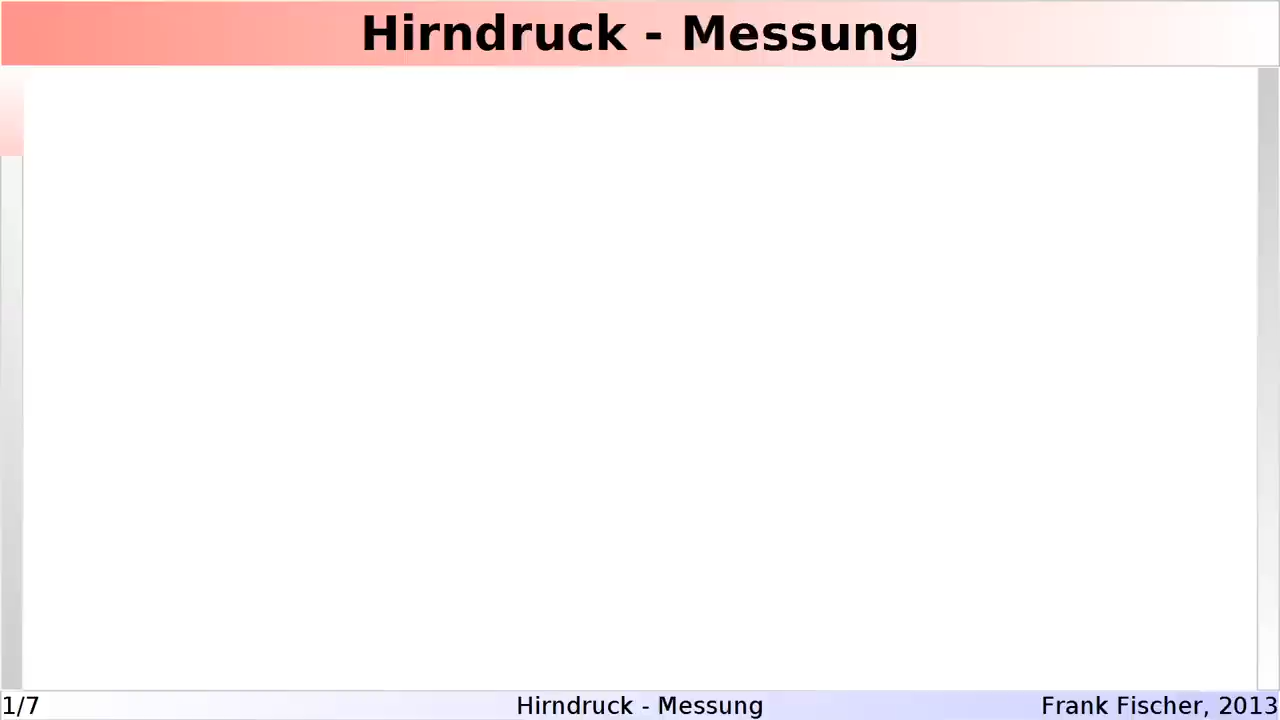 Hirndruck - Messung
1/7 Hirndruck - Messung Frank Fischer, 2013